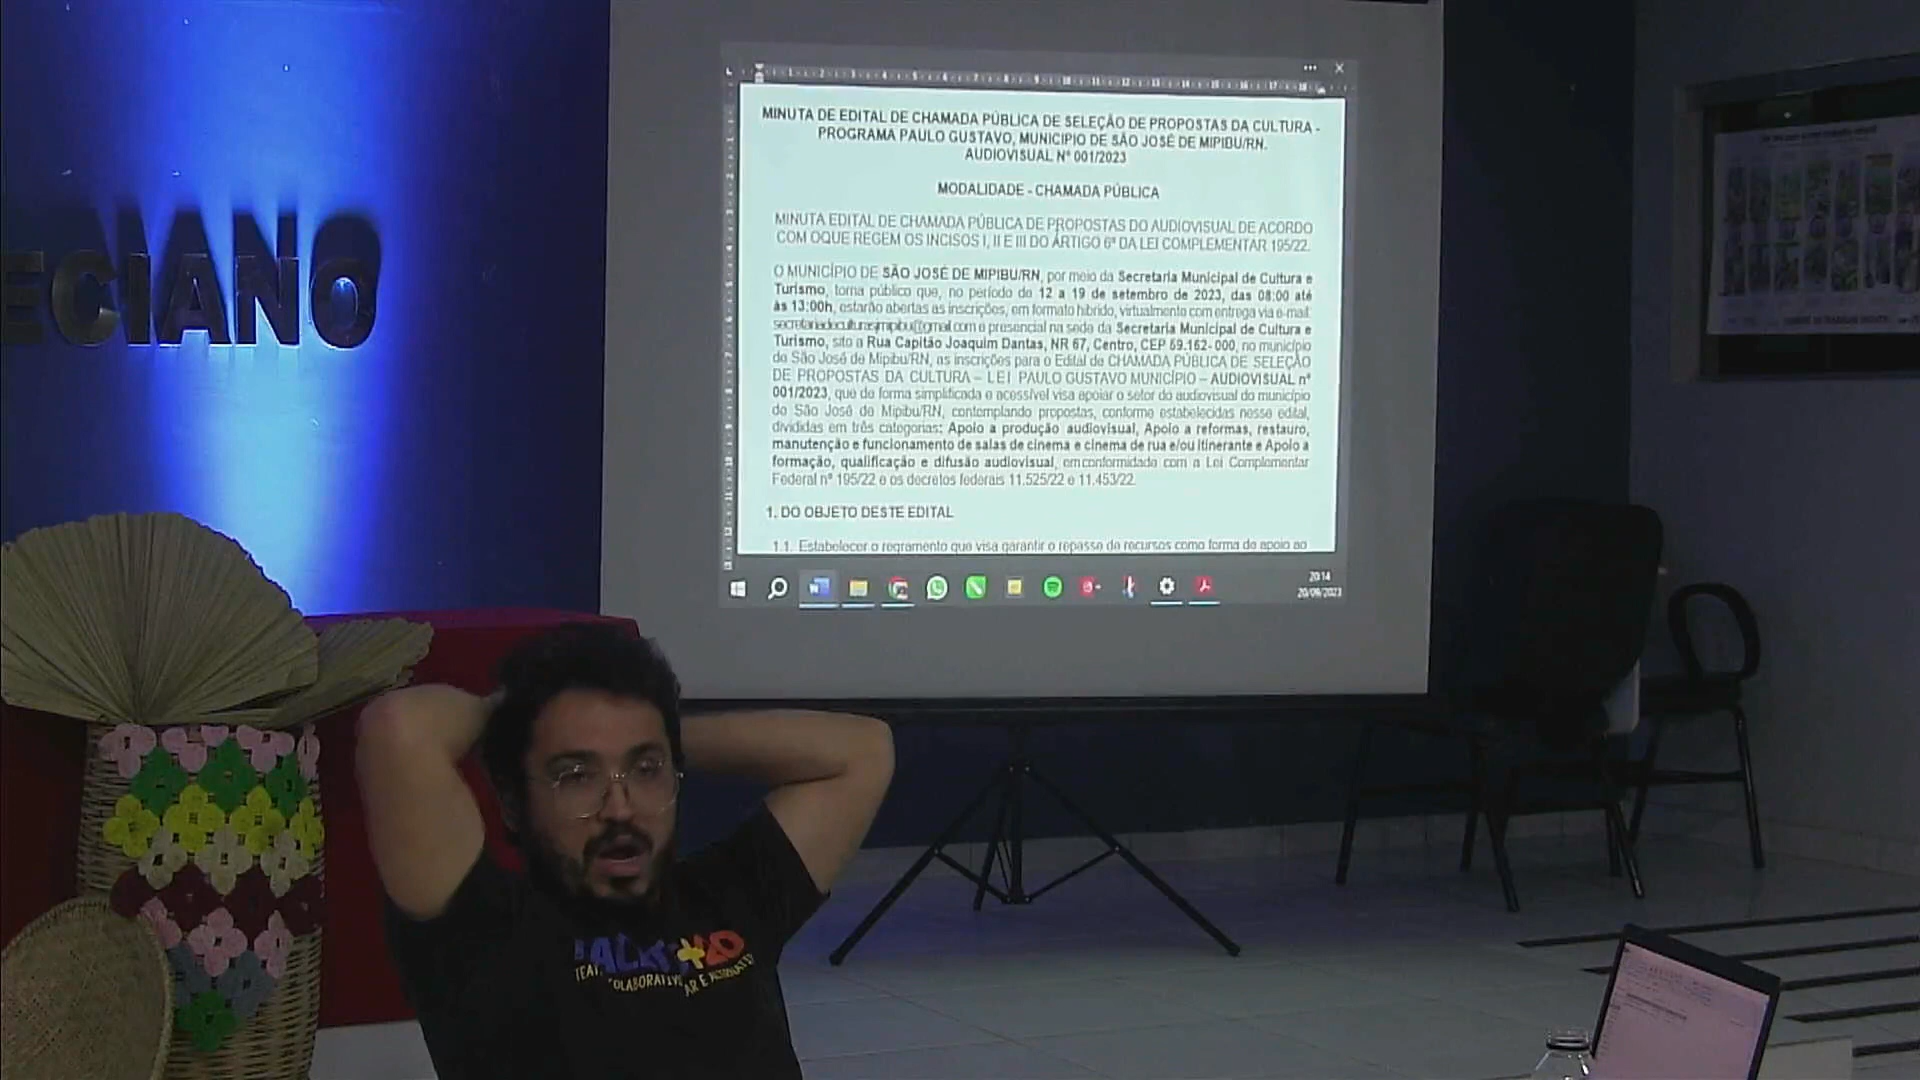 MINUTA DE EDITAL DE CHAMADA PÚBLICA DE SELEÇÃO DE PROPOSTAS DA CULTURA -
PROGRAMA PAULO GUSTAVO, MUNICIPIO DE SÃO JOSÉ DE MIPIBU/RN.
AUDIOVISUAL Nº 001/2023
MODALIDADE - CHAMADA PÚBLICA
MINUTA EDITAL DE CHAMADA PÚBLICA DE PROPOSTAS DO AUDIOVISUAL DE ACORDO
COM OQUE REGEM OS INCISOS I, II E III DO ÁRTIGO 6º DA LEI COMPLEMENTAR 195/22.
O MUNICÍPIO DE SÃO JOSÉ DE MIPIBU/RN, por meio da Secretaria Municipal de Cultura e
Turismo, torna público que, no período de 12 a 19 de setembro de 2023, das 08:00 até
às 13:00h, estarão abertas as inscrições, em formato hibrido, virtualmente com entrega via e-mail:
secretariadeculturasjmipibu@gmail.com e presencial na sede da Secretaria Municipal de Cultura e
Turismo, sito a Rua Capitão Joaquim Dantas, NR 67, Centro, CEP 59.162-000, no município
de São José de Mipibu/RN, as inscrições para o Edital de CHAMADA PÚBLICA DE SELEÇÃO
DE PROPOSTAS DA CULTURA – LEI PAULO GUSTAVO MUNICÍPIO – AUDIOVISUAL nº
001/2023, que de forma simplificada e acessível visa apoiar o setor do audiovisual do município
de São José de Mipibu/RN, contemplando propostas, conforme estabelecidas nesse edital,
divididas em três categorias: Apoio a produção audiovisual, Apoio a reformas, restauro,
manutenção e funcionamento de salas de cinema e cinema de rua e/ou itinerante e Apoio a
formação, qualificação e difusão audiovisual, em conformidade com a Lei Complementar
Federal nº 195/22 e os decretos federais 11.525/22 e 11.453/22.
1. DO OBJETO DESTE EDITAL
1.1. Estabelecer o regramento que visa garantir o repasse de recursos como forma de apoio ao
20:14
20/09/2023
ECIANO